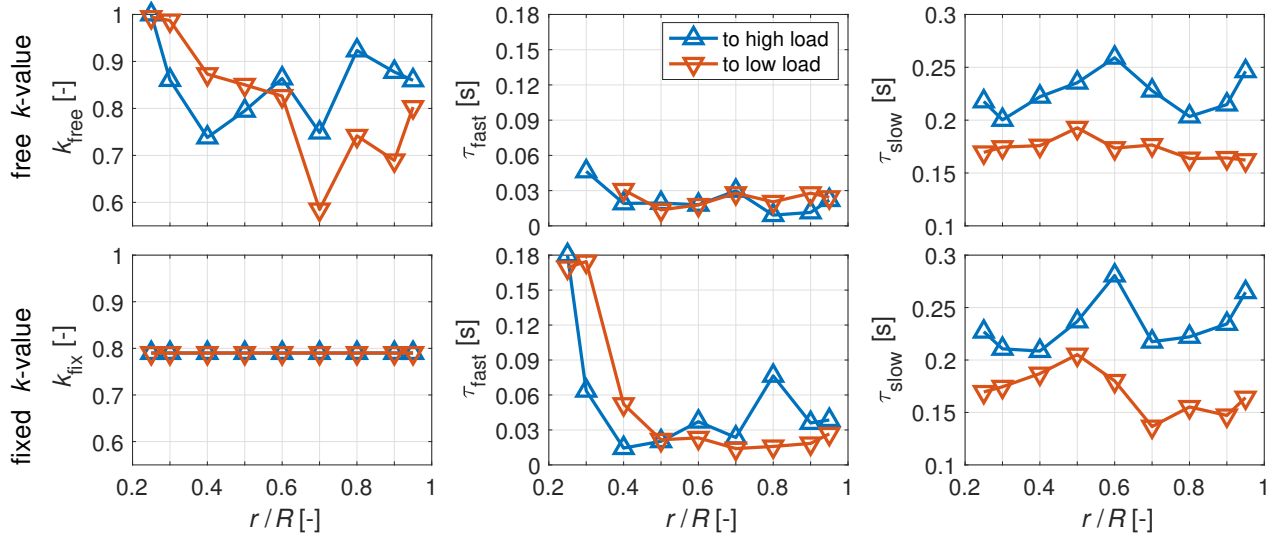 free k-value
k_free [-]
1
0.9
0.8
0.7
0.6
τ_fast [s]
0.18
0.15
0.12
0.09
0.06
0.03
0
to high load
to low load
τ_slow [s]
0.3
0.25
0.2
0.15
0.1
fixed k-value
k_fix [-]
1
0.9
0.8
0.7
0.6
0.2 0.4 0.6 0.8 1
r / R [-]
τ_fast [s]
0.18
0.15
0.12
0.09
0.06
0.03
0
0.2 0.4 0.6 0.8 1
r / R [-]
τ_slow [s]
0.3
0.25
0.2
0.15
0.1
0.2 0.4 0.6 0.8 1
r / R [-]